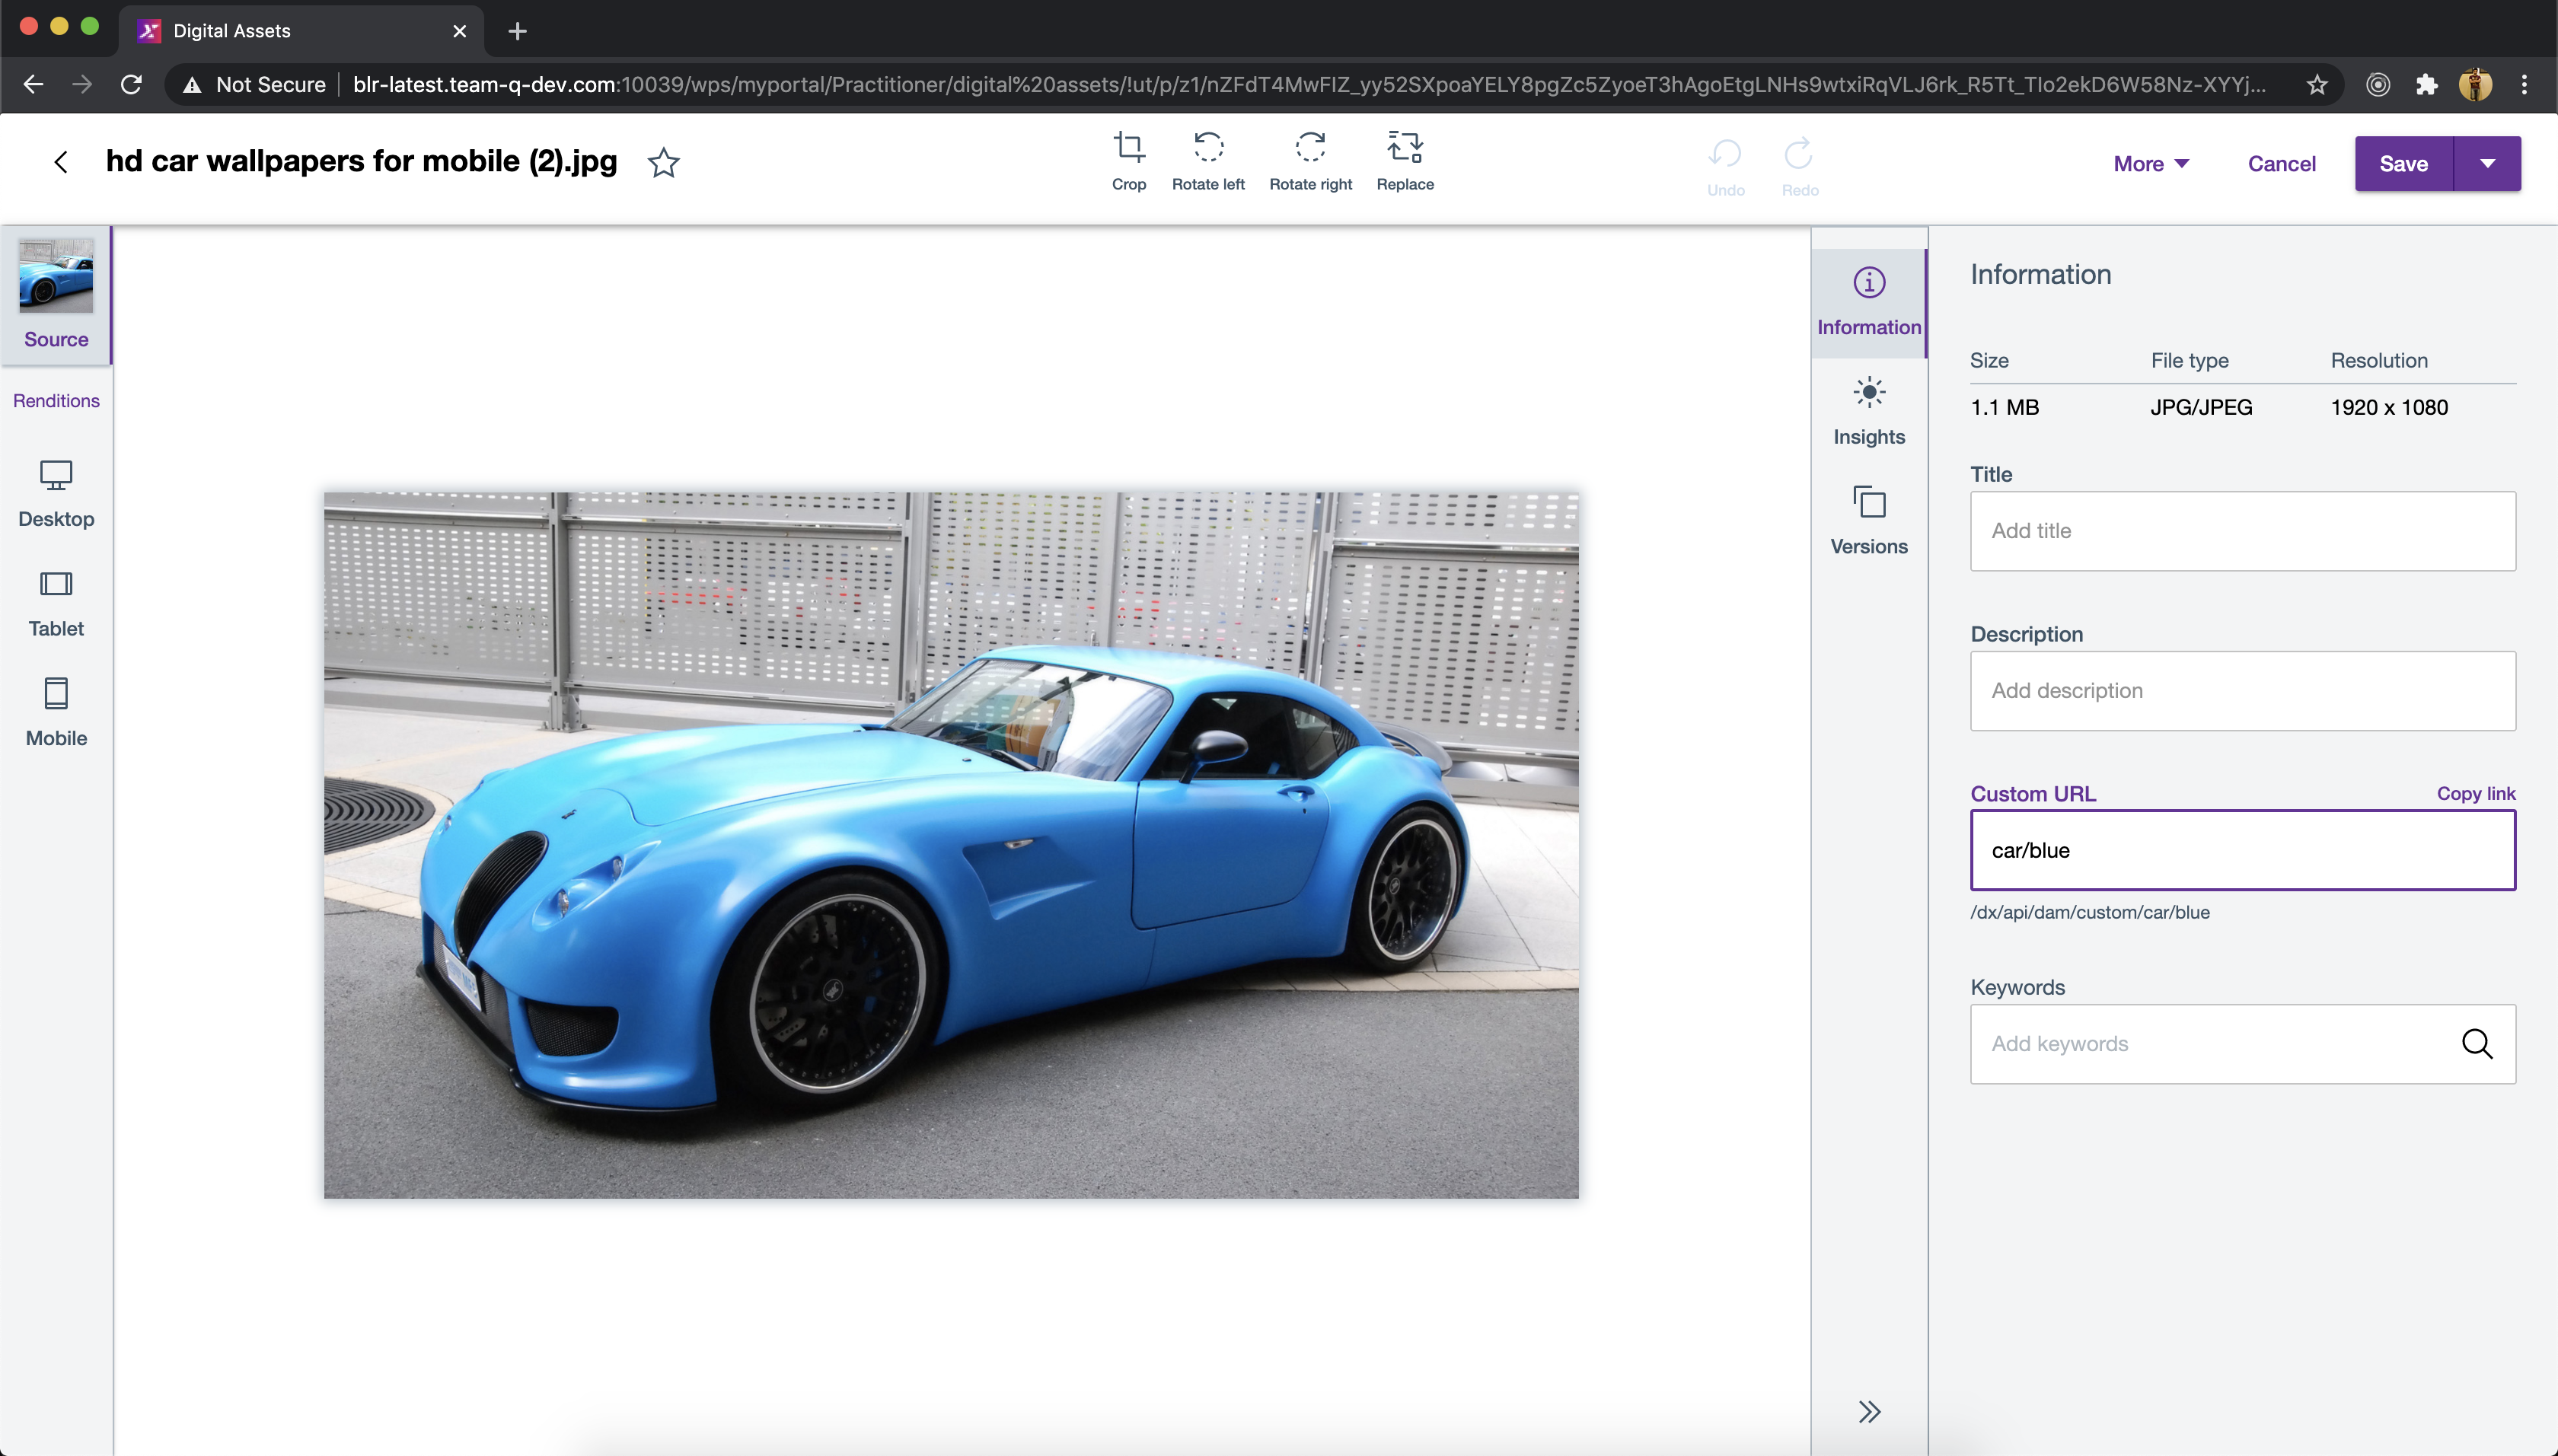 Digital Assets
Not Secure
blr-latest.team-q-dev.com:10039/wps/myportal/Practitioner/digital%20assets/!ut/p/z1/nZFdT4MwFIZ_yy52SXpoaYELY8pgZc5ZyoeT3hAgoEtgLNHs9wtxiRqVLJ6rk_R5Tt_TIo2ekD6W58Nz-XYYj...
hd car wallpapers for mobile (2).jpg
Crop
Rotate left
Rotate right
Replace
Undo
Redo
More
Cancel
Save
Source
Renditions
Desktop
Tablet
Mobile
Information
Insights
Versions
Information
Size File type Resolution
1.1 MB JPG/JPEG 1920 x 1080
Title
Add title
Description
Add description
Custom URL Copy link
car/blue
/dx/api/dam/custom/car/blue
Keywords
Add keywords